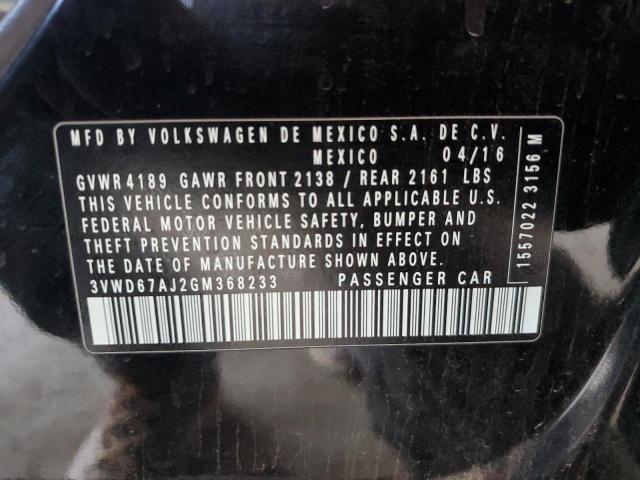 MFD BY VOLKSWAGEN DE MEXICO S.A. DE C.V.
MEXICO 04/16
GVWR 4189 GAWR FRONT 2138 / REAR 2161 LBS
THIS VEHICLE CONFORMS TO ALL APPLICABLE U.S.
FEDERAL MOTOR VEHICLE SAFETY, BUMPER AND
THEFT PREVENTION STANDARDS IN EFFECT ON
THE DATE OF MANUFACTURE SHOWN ABOVE.
3VWD67AJ2GM368233 PASSENGER CAR
1557022 3156 M